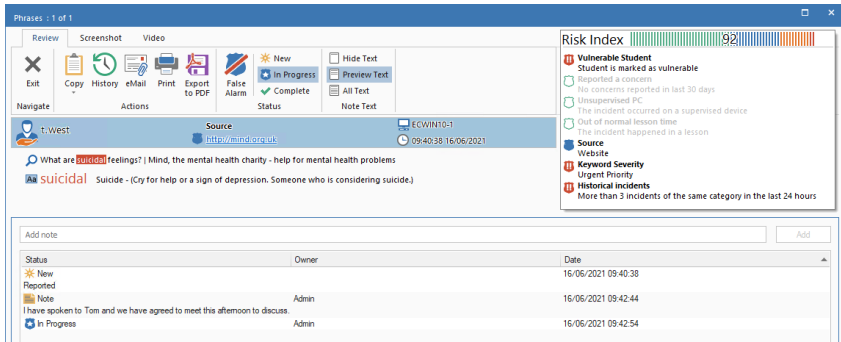 Phrases : 1 of 1
Review Screenshot Video
Exit Copy History eMail Print Export to PDF False Alarm
New
In Progress
Complete
Hide Text
Preview Text
All Text
Navigate Actions Status Note Text
Risk Index 92
Vulnerable Student
Student is marked as vulnerable
Reported a concern
No concerns reported in last 30 days
Unsupervised PC
The incident occurred on a supervised device
Out of normal lesson time
The incident happened in a lesson
Source
Website
Keyword Severity
Urgent Priority
Historical incidents
More than 3 incidents of the same category in the last 24 hours
t.west
Source
http://mind.org.uk
ECWIN10-1
09:40:38 16/06/2021
What are suicidal feelings? | Mind, the mental health charity - help for mental health problems
Aa suicidal Suicide - (Cry for help or a sign of depression. Someone who is considering suicide.)
Add note Add
Status Owner Date
New 16/06/2021 09:40:38
Reported
Note Admin 16/06/2021 09:42:44
I have spoken to Tom and we have agreed to meet this afternoon to discuss.
In Progress Admin 16/06/2021 09:42:54